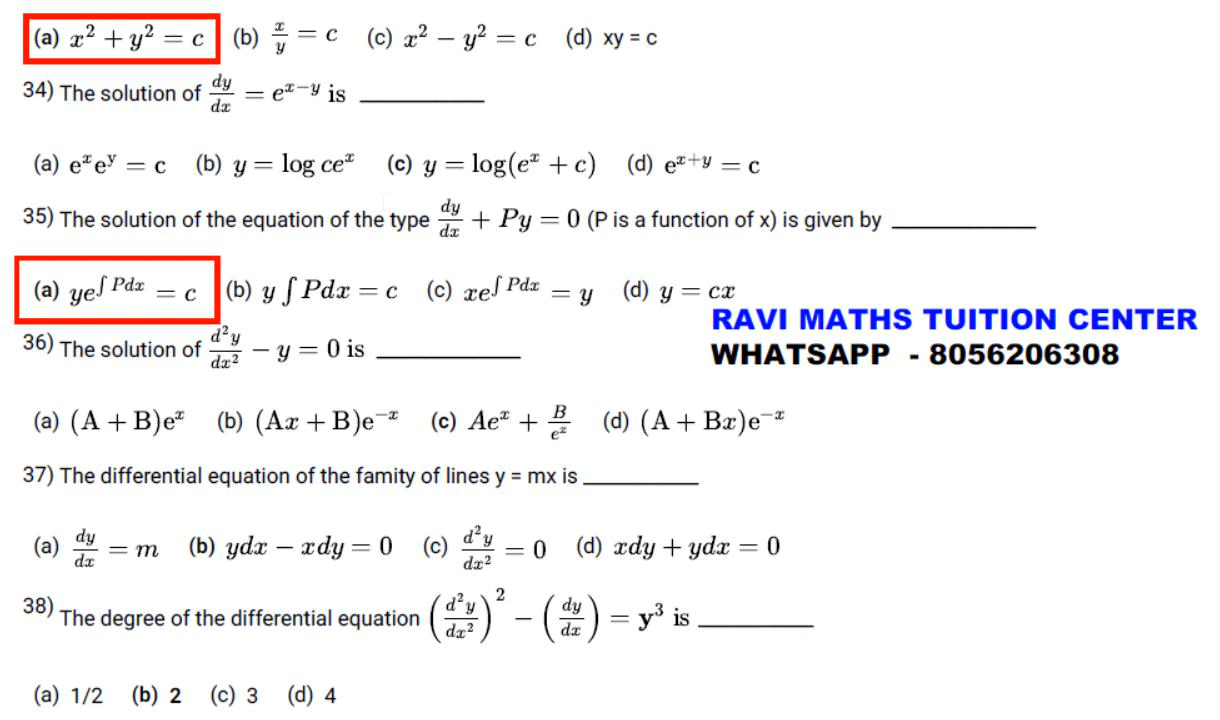 (a) x² + y² = c (b) x/y = c (c) x² − y² = c (d) xy = c
34) The solution of dy/dx = e^(x−y) is ___________
(a) e^x e^y = c (b) y = log ce^x (c) y = log(e^x + c) (d) e^(x+y) = c
35) The solution of the equation of the type dy/dx + Py = 0 (P is a function of x) is given by ___________
(a) ye^(∫ Pdx) = c (b) y ∫ Pdx = c (c) xe^(∫ Pdx) = y (d) y = cx
RAVI MATHS TUITION CENTER
36) The solution of d²y/dx² − y = 0 is ___________
WHATSAPP - 8056206308
(a) (A + B)e^x (b) (Ax + B)e^(−x) (c) Ae^x + B/e^x (d) (A + Bx)e^(−x)
37) The differential equation of the famity of lines y = mx is ___________
(a) dy/dx = m (b) ydx − xdy = 0 (c) d²y/dx² = 0 (d) xdy + ydx = 0
38) The degree of the differential equation (d²y/dx²)² − (dy/dx) = y³ is ___________
(a) 1/2 (b) 2 (c) 3 (d) 4